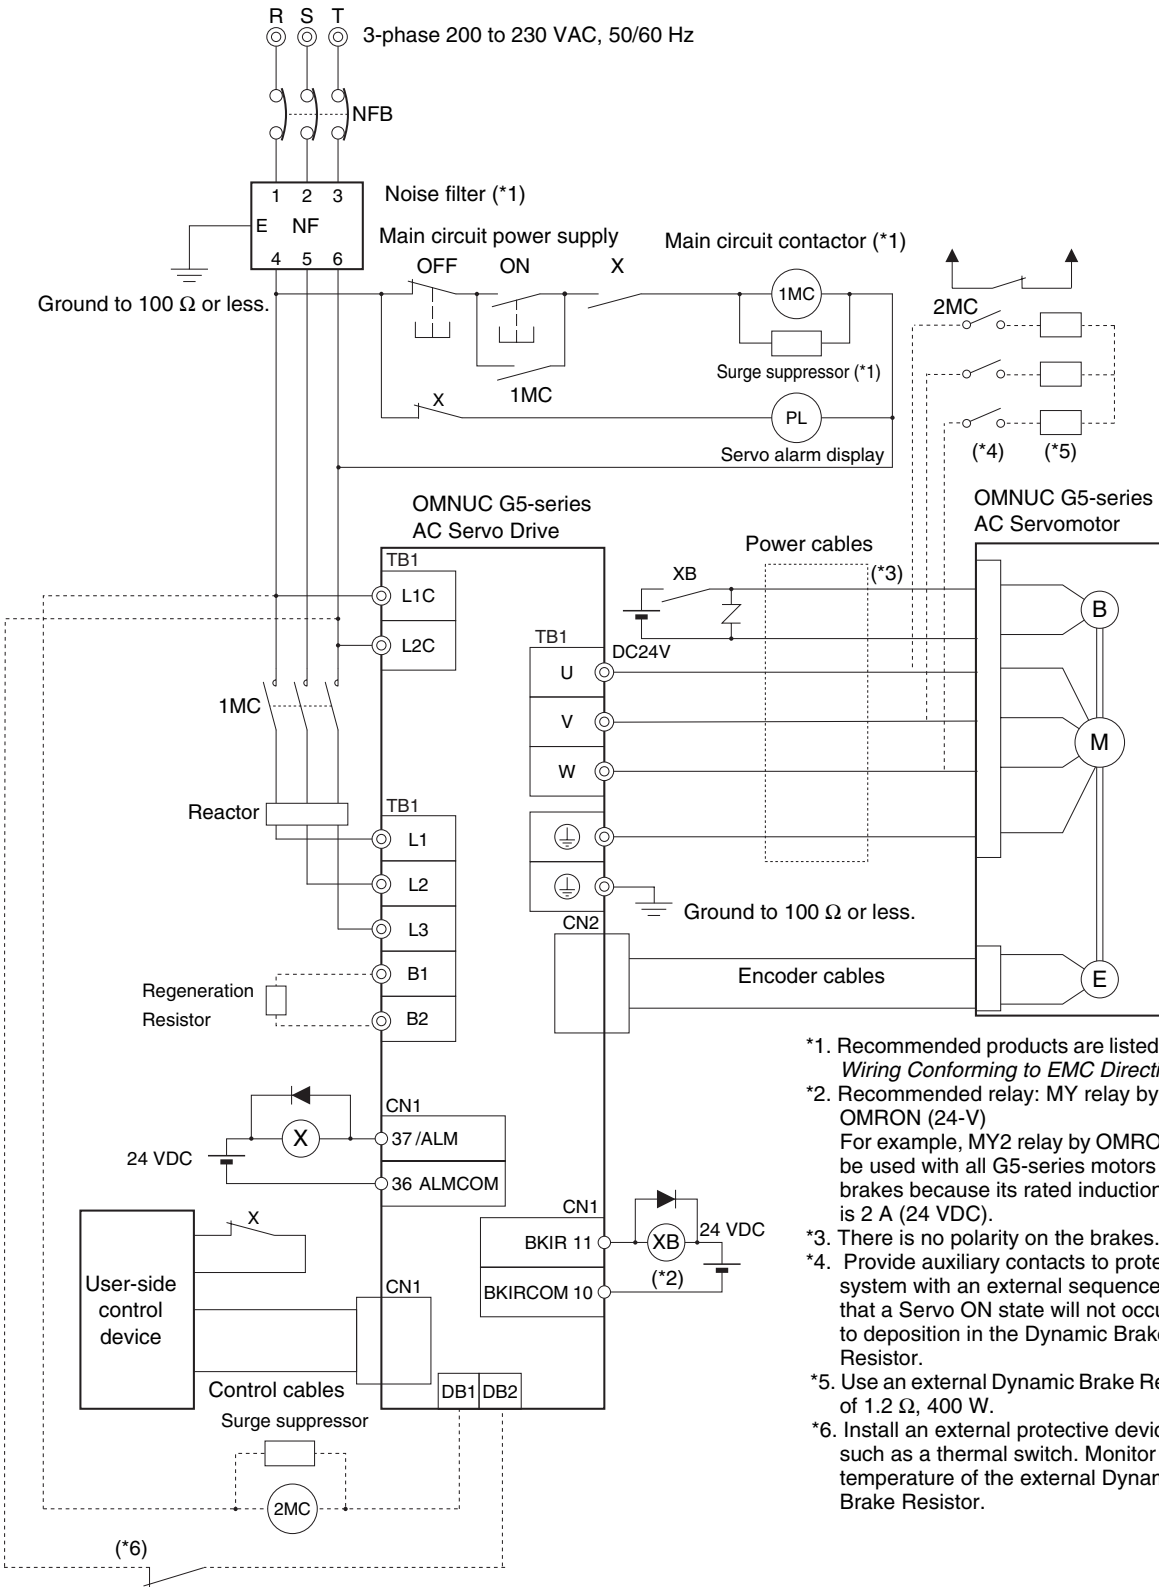 R S T
3-phase 200 to 230 VAC, 50/60 Hz
NFB
1 2 3
Noise filter (*1)
E NF
4 5 6
Ground to 100 Ω or less.
Main circuit power supply
OFF ON X
Main circuit contactor (*1)
1MC
Surge suppressor (*1)
1MC
X
PL
Servo alarm display
2MC
(*4) (*5)
OMNUC G5-series
AC Servo Drive
OMNUC G5-series
AC Servomotor
TB1
L1C
L2C
Power cables
(*3)
XB
DC24V
B
TB1
U
V
W
M
1MC
Reactor
TB1
L1
L2
L3
B1
B2
Ground to 100 Ω or less.
CN2
Encoder cables
E
Regeneration
Resistor
CN1
X
37 /ALM
24 VDC
36 ALMCOM
CN1
BKIR 11
XB
24 VDC
BKIRCOM 10
(*2)
X
User-side
control
device
CN1
Control cables
DB1 DB2
Surge suppressor
2MC
(*6)
*1. Recommended products are listed
Wiring Conforming to EMC
*2. Recommended relay: MY relay by
OMRON (24-V)
For example, MY2 relay by
be used with all G5-series motors
brakes because its rated induction
is 2 A (24 VDC).
*3. There is no polarity on the brakes.
*4. Provide auxiliary contacts to
system with an external sequence
that a Servo ON state will not
to deposition in the Dynamic
Resistor.
*5. Use an external Dynamic Brake
of 1.2 Ω, 400 W.
*6. Install an external protective
such as a thermal switch. Monitor
temperature of the external
Brake Resistor.